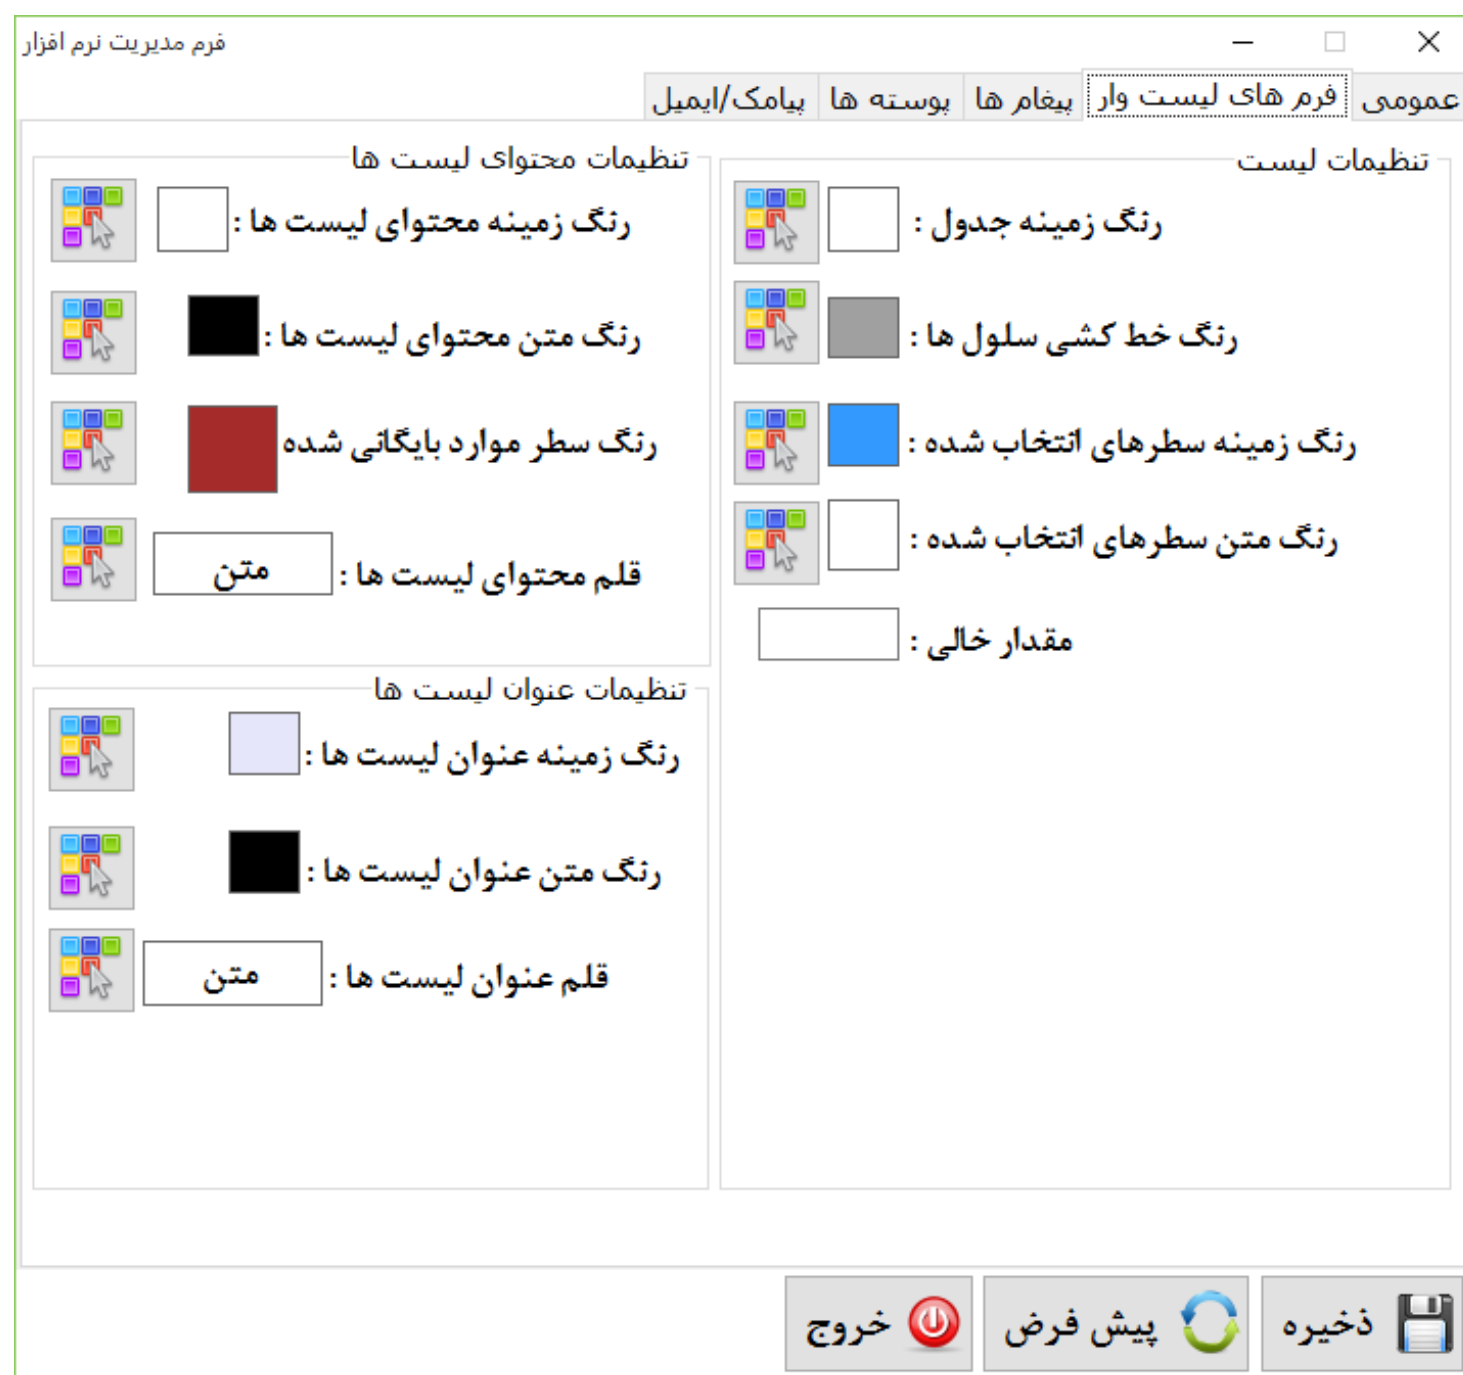 فرم مدیریت نرم افزار
عمومی
فرم های لیست وار
پیغام ها
پوسته ها
پیامک/ایمیل
تنظیمات لیست
رنگ زمینه جدول :
رنگ خط کشی سلول ها :
رنگ زمینه سطرهای انتخاب شده :
رنگ متن سطرهای انتخاب شده :
مقدار خالی :
تنظیمات محتوای لیست ها
رنگ زمینه محتوای لیست ها :
رنگ متن محتوای لیست ها :
رنگ سطر موارد بایگانی شده
قلم محتوای لیست ها :
متن
تنظیمات عنوان لیست ها
رنگ زمینه عنوان لیست ها :
رنگ متن عنوان لیست ها :
قلم عنوان لیست ها :
متن
ذخیره
پیش فرض
خروج